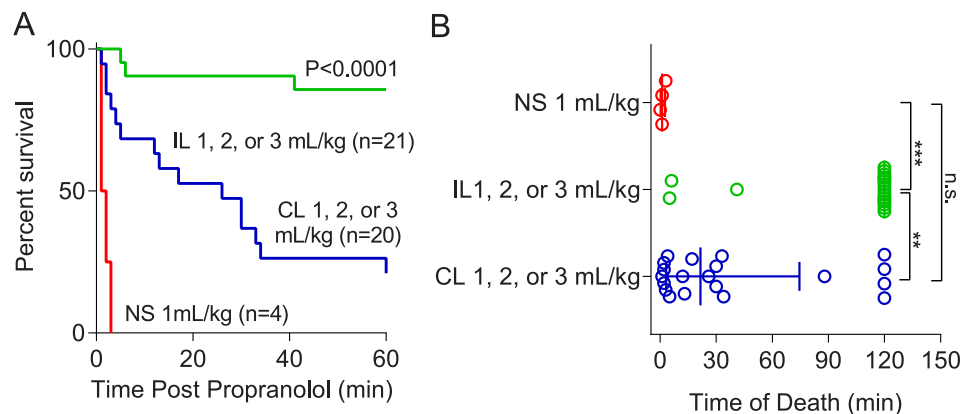 A
Percent survival
100
50
0
P<0.0001
IL 1, 2, or 3 mL/kg (n=21)
CL 1, 2, or 3
mL/kg (n=20)
NS 1mL/kg (n=4)
0 20 40 60
Time Post Propranolol (min)
B
NS 1 mL/kg
IL1, 2, or 3 mL/kg
CL 1, 2, or 3 mL/kg
***
**
n.s.
0 30 60 90 120 150
Time of Death (min)